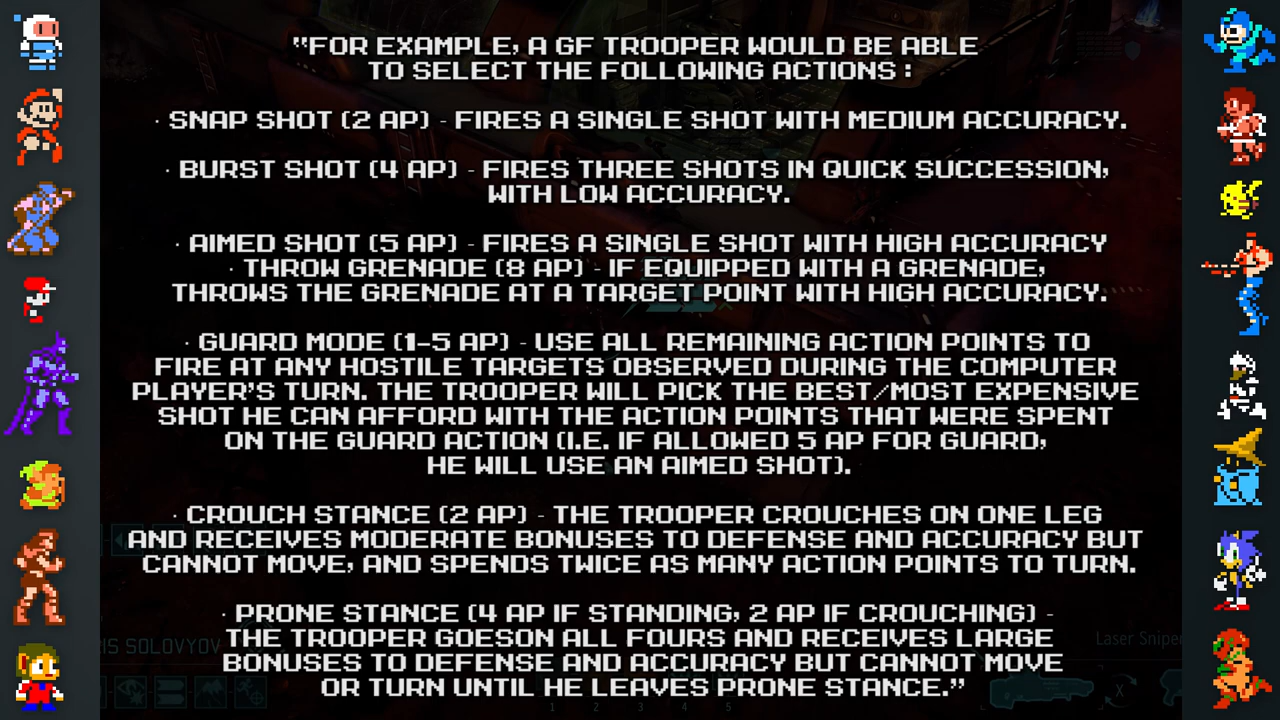 "FOR EXAMPLE, A GF TROOPER WOULD BE ABLE
TO SELECT THE FOLLOWING ACTIONS :
· SNAP SHOT (2 AP) - FIRES A SINGLE SHOT WITH MEDIUM ACCURACY.
· BURST SHOT (4 AP) - FIRES THREE SHOTS IN QUICK SUCCESSION,
WITH LOW ACCURACY.
· AIMED SHOT (5 AP) - FIRES A SINGLE SHOT WITH HIGH ACCURACY
· THROW GRENADE (8 AP) - IF EQUIPPED WITH A GRENADE,
THROWS THE GRENADE AT A TARGET POINT WITH HIGH ACCURACY.
· GUARD MODE (1-5 AP) - USE ALL REMAINING ACTION POINTS TO
FIRE AT ANY HOSTILE TARGETS OBSERVED DURING THE COMPUTER
PLAYER'S TURN. THE TROOPER WILL PICK THE BEST/MOST EXPENSIVE
SHOT HE CAN AFFORD WITH THE ACTION POINTS THAT WERE SPENT
ON THE GUARD ACTION (I.E. IF ALLOWED 5 AP FOR GUARD,
HE WILL USE AN AIMED SHOT).
· CROUCH STANCE (2 AP) - THE TROOPER CROUCHES ON ONE LEG
AND RECEIVES MODERATE BONUSES TO DEFENSE AND ACCURACY BUT
CANNOT MOVE, AND SPENDS TWICE AS MANY ACTION POINTS TO TURN.
· PRONE STANCE (4 AP IF STANDING, 2 AP IF CROUCHING) -
THE TROOPER GOESON ALL FOURS AND RECEIVES LARGE
BONUSES TO DEFENSE AND ACCURACY BUT CANNOT MOVE
OR TURN UNTIL HE LEAVES PRONE STANCE."
IS SOLOVYOV
Laser Sniper
X
1 2 3 4 5